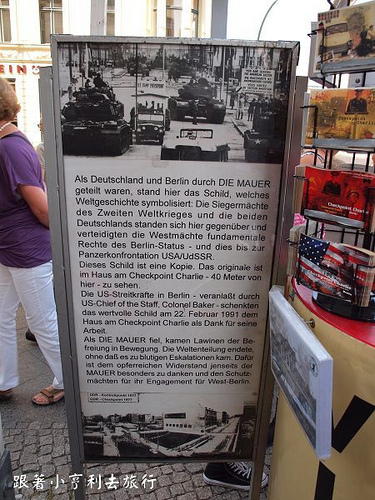 Als Deutschland und Berlin durch DIE MAUER
geteilt waren, stand hier das Schild, welches
Weltgeschichte symbolisiert: Die Siegermächte
des Zweiten Weltkrieges und die beiden
Deutschlands standen sich hier gegenüber und
verteidigten die Westmächte fundamentale
Rechte des Berlin-Status - und dies bis zur
Panzerkonfrontation USA/UdSSR.
Dieses Schild ist eine Kopie. Das originale ist
im Haus am Checkpoint Charlie - 40 Meter von
hier - zu sehen.
Die US-Streitkräfte in Berlin - veranlaßt durch
US-Chief of the Staff, Colonel Baker - schenkten
das wertvolle Schild am 22. Februar 1991 dem
Haus am Checkpoint Charlie als Dank für seine
Arbeit.
Als DIE MAUER fiel, kamen Lawinen der Be-
freiung in Bewegung. Die Weltenteilung endete,
ohne daß es zu blutigen Eskalationen kam. Dafür
ist dem opferreichen Widerstand jenseits der
MAUER besonders zu danken und den Schutz-
mächten für ihr Engagement für West-Berlin.
跟著小亨利去旅行